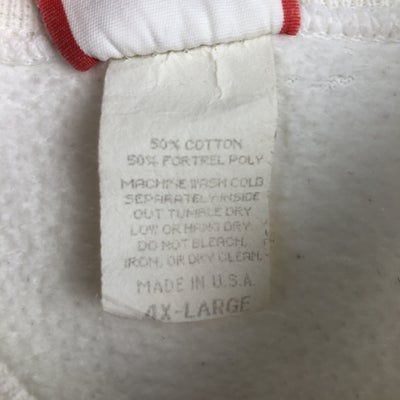 50% COTTON
50% FORTREL POLY
MACHINE WASH COLD
SEPARATELY INSIDE
OUT TUMBLE DRY
LOW OR HANG DRY.
DO NOT BLEACH,
IRON, OR DRY CLEAN.
MADE IN U.S.A.
4X-LARGE